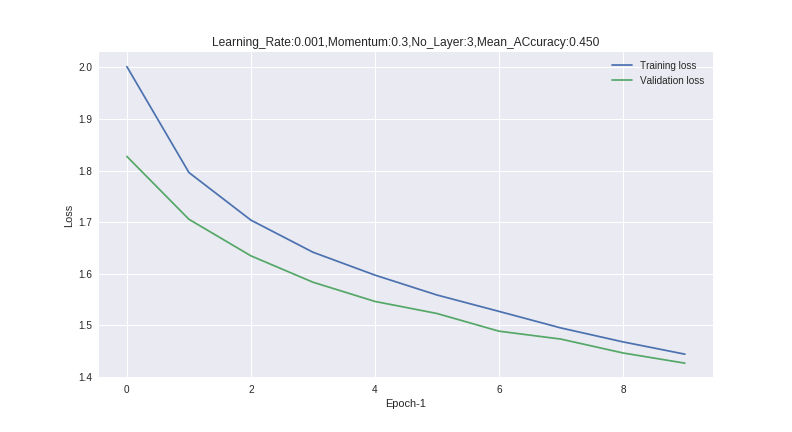 Learning_Rate:0.001,Momentum:0.3,No_Layer:3,Mean_ACcuracy:0.450
Training loss
Validation loss
2.0
1.9
1.8
1.7
1.6
1.5
1.4
Loss
0 2 4 6 8
Epoch-1